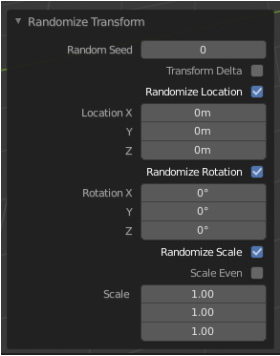 Randomize Transform
Random Seed 0
Transform Delta
Randomize Location
Location X 0m
Y 0m
Z 0m
Randomize Rotation
Rotation X 0°
Y 0°
Z 0°
Randomize Scale
Scale Even
Scale 1.00
1.00
1.00